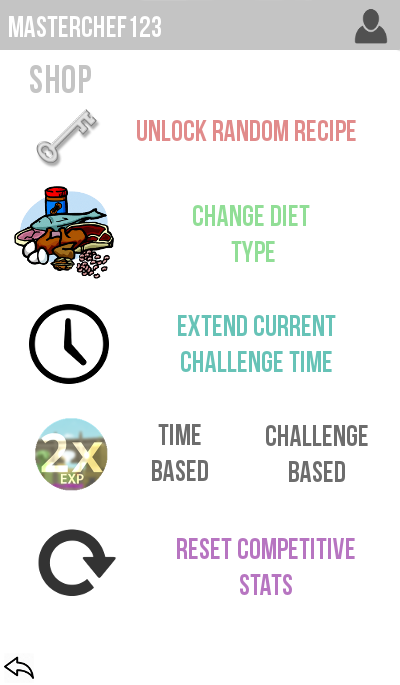 MASTERCHEF123
SHOP
UNLOCK RANDOM RECIPE
CHANGE DIET
TYPE
EXTEND CURRENT
CHALLENGE TIME
2x
EXP
TIME
BASED
CHALLENGE
BASED
RESET COMPETITIVE
STATS